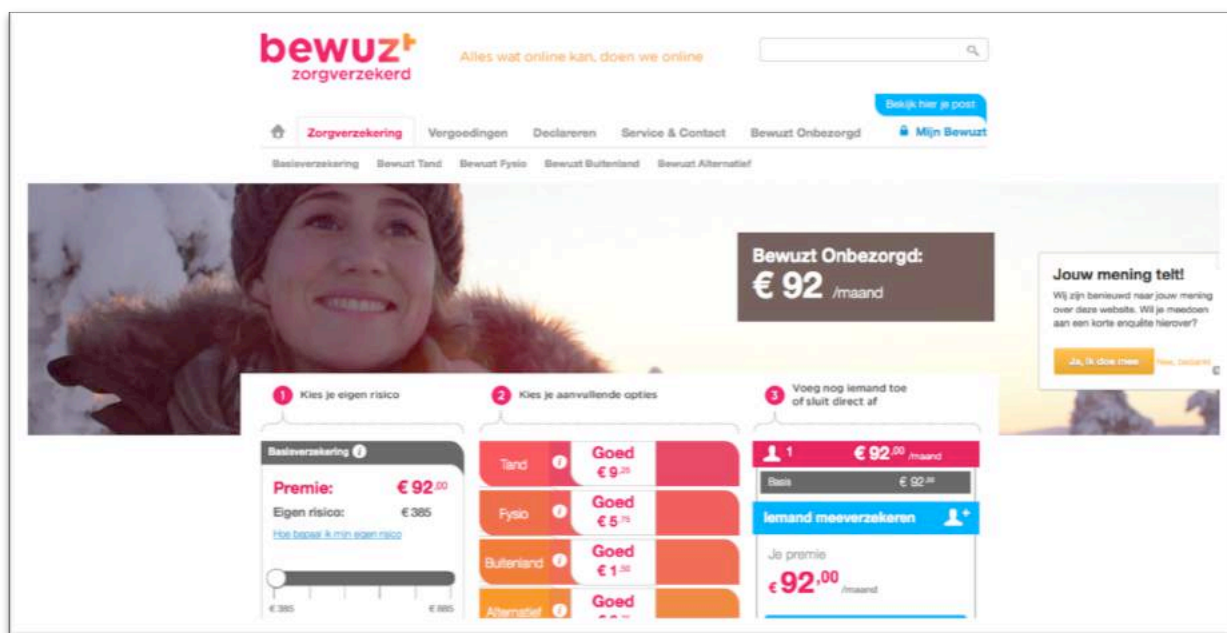 bewuzt
zorgverzekerd
Alles wat online kan, doen we online
Bekijk hier je post
Zorgverzekering Vergoedingen Declareren Service & Contact Bewuzt Onbezorgd Mijn Bewuzt
Basisverzekering Bewuzt Tand Bewuzt Fysio Bewuzt Buitenland Bewuzt Alternatief
Bewuzt Onbezorgd:
€ 92 /maand
Jouw mening telt!
Wij zijn benieuwd naar jouw mening
over deze website. Wil je meedoen
aan een korte enquête hierover?
Ja, ik doe mee Nee, bedankt
1 Kies je eigen risico
2 Kies je aanvullende opties
3 Voeg nog iemand toe
of sluit direct af
Basisverzekering i
Premie: € 92,00
Eigen risico: € 385
Hoe bepaal ik mijn eigen risico
€ 385 € 885
Tand i Goed
€ 9,25
Fysio i Goed
€ 5,75
Buitenland i Goed
€ 1,50
Alternatief i Goed
1 € 92,00 /maand
Basis € 92,00
Iemand meeverzekeren
Je premie
€ 92,00 /maand